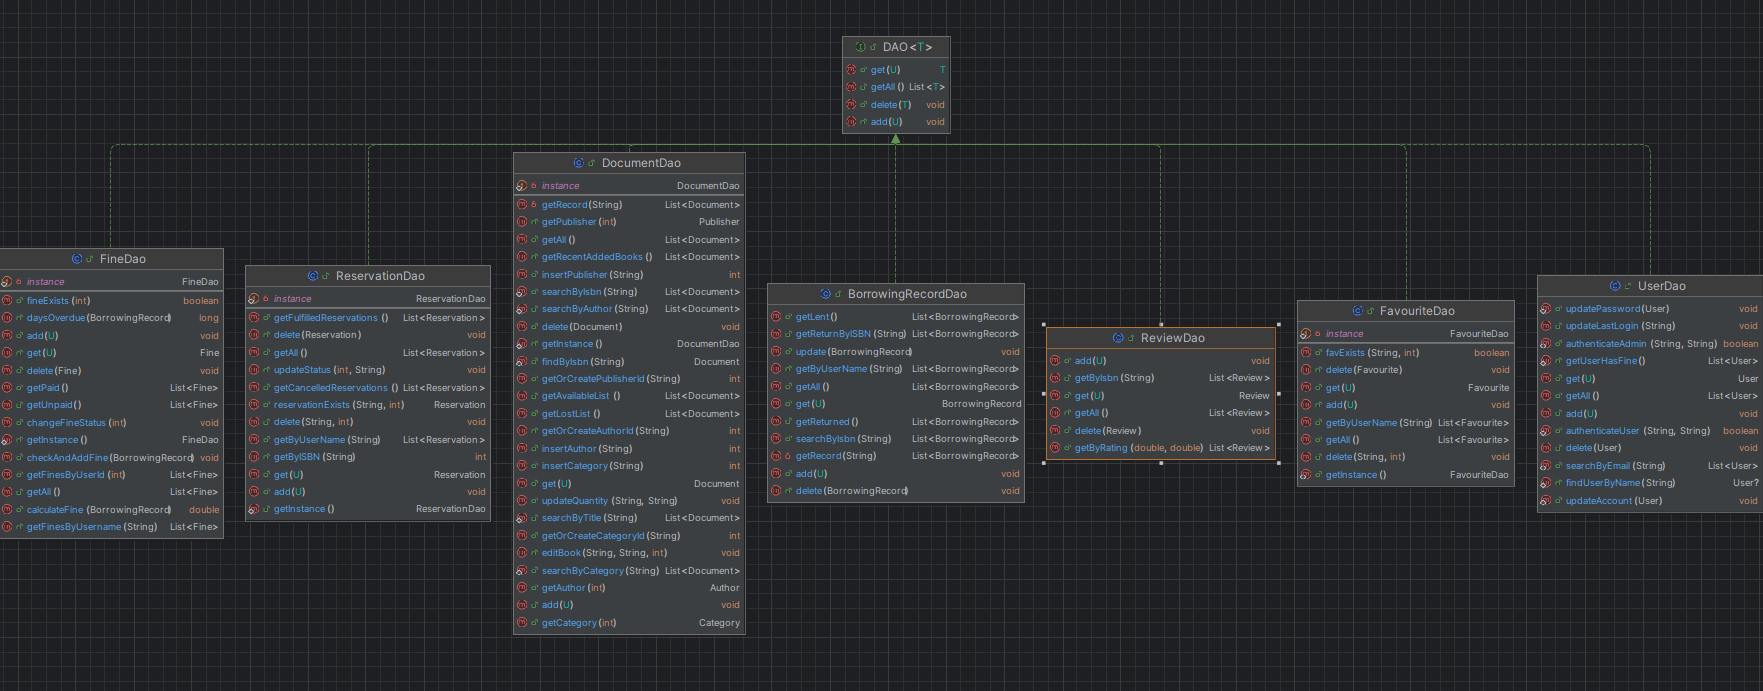 DAO<T>
get(U) T
getAll() List<T>
delete(T) void
add(U) void
FineDao
instance FineDao
fineExists(int) boolean
daysOverdue(BorrowingRecord) long
add(U) void
get(U) Fine
delete(Fine) void
getPaid() List<Fine>
getUnpaid() List<Fine>
changeFineStatus(int) void
getInstance() FineDao
checkAndAddFine(BorrowingRecord) void
getFinesByUserId(int) List<Fine>
getAll() List<Fine>
calculateFine(BorrowingRecord) double
getFinesByUsername(String) List<Fine>
ReservationDao
instance ReservationDao
getFulfilledReservations() List<Reservation>
delete(Reservation) void
getAll() List<Reservation>
updateStatus(int, String) void
getCancelledReservations() List<Reservation>
reservationExists(String, int) Reservation
delete(String, int) void
getByUserName(String) List<Reservation>
getByISBN(String) int
get(U) Reservation
add(U) void
getInstance() ReservationDao
DocumentDao
instance DocumentDao
getRecord(String) List<Document>
getPublisher(int) Publisher
getAll() List<Document>
getRecentAddedBooks() List<Document>
insertPublisher(String) int
searchByIsbn(String) List<Document>
searchByAuthor(String) List<Document>
delete(Document) void
getInstance() DocumentDao
findByIsbn(String) Document
getOrCreatePublisherId(String) int
getAvailableList() List<Document>
getLostList() List<Document>
getOrCreateAuthorId(String) int
insertAuthor(String) int
insertCategory(String) int
get(U) Document
updateQuantity(String, String) void
searchByTitle(String) List<Document>
getOrCreateCategoryId(String) int
editBook(String, String, int) void
searchByCategory(String) List<Document>
getAuthor(int) Author
add(U) void
getCategory(int) Category
BorrowingRecordDao
getLent() List<BorrowingRecord>
getReturnByISBN(String) List<BorrowingRecord>
update(BorrowingRecord) void
getByUserName(String) List<BorrowingRecord>
getAll() List<BorrowingRecord>
get(U) BorrowingRecord
getReturned() List<BorrowingRecord>
searchByIsbn(String) List<BorrowingRecord>
getRecord(String) List<BorrowingRecord>
add(U) void
delete(BorrowingRecord) void
ReviewDao
add(U) void
getByIsbn(String) List<Review>
get(U) Review
getAll() List<Review>
delete(Review) void
getByRating(double, double) List<Review>
FavouriteDao
instance FavouriteDao
favExists(String, int) boolean
delete(Favourite) void
get(U) Favourite
add(U) void
getByUserName(String) List<Favourite>
getAll() List<Favourite>
delete(String, int) void
getInstance() FavouriteDao
UserDao
updatePassword(User) void
updateLastLogin(String) void
authenticateAdmin(String, String) boolean
getUserHasFine() List<User>
get(U) User
getAll() List<User>
add(U) void
authenticateUser(String, String) boolean
delete(User) void
searchByEmail(String) List<User>
findUserByName(String) User?
updateAccount(User) void